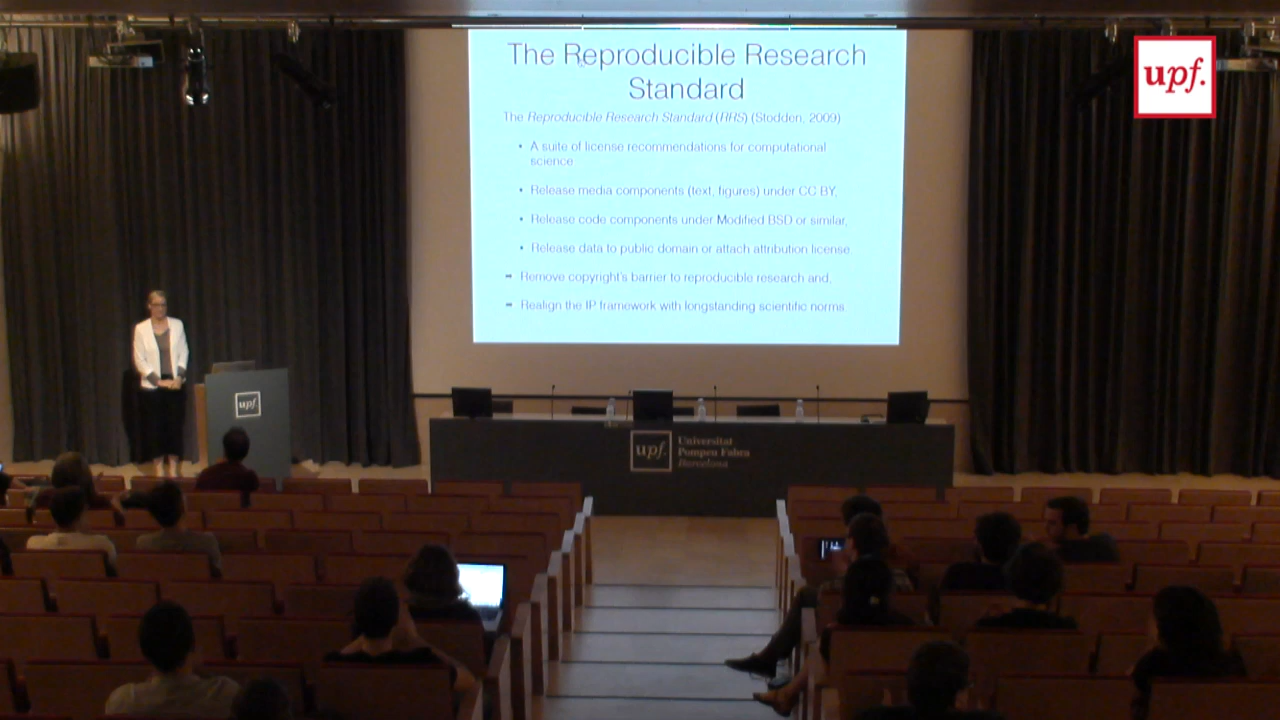 The Reproducible Research
Standard
The Reproducible Research Standard (RRS) (Stodden, 2009)
• A suite of license recommendations for computational
science
• Release media components (text, figures) under CC BY,
• Release code components under Modified BSD or similar,
• Release data to public domain or attach attribution license.
➡ Remove copyright's barrier to reproducible research and,
➡ Realign the IP framework with longstanding scientific norms.
upf.
upf.
upf.
Universitat
Pompeu Fabra
Barcelona